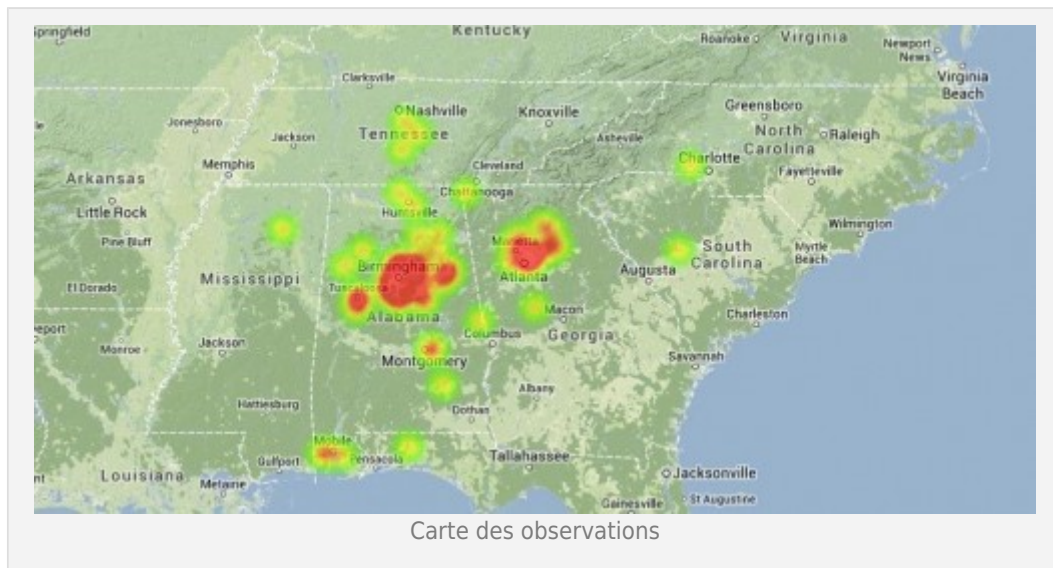 Springfield
Kentucky
Roanoke
Virginia
Newport
News
Virginia
Beach
Clarksville
Nashville
Knoxville
Greensboro
Jonesboro
Jackson
Tennessee
Asheville
North
Carolina
Raleigh
Memphis
Cleveland
Charlotte
Fayetteville
Arkansas
Chattanooga
Little Rock
Huntsville
Pine Bluff
Marietta
Wilmington
Birmingham
Atlanta
Augusta
South
Carolina
Myrtle
Beach
Mississippi
El Dorado
Tuscaloosa
Alabama
Macon
Charleston
Columbus
Georgia
eport
Monroe
Jackson
Montgomery
Savannah
Albany
Hattiesburg
Dothan
Mobile
Gulfport
Pensacola
Tallahassee
Jacksonville
Louisiana
Metairie
St Augustine
Gainesville
Carte des observations